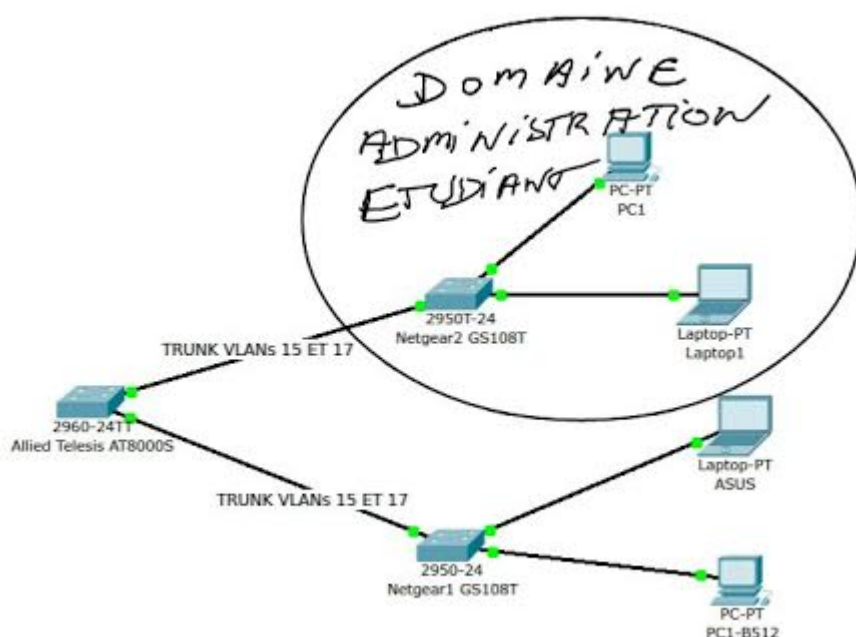 DOMAINE
ADMINISTRATION
ETUDIANT
PC-PT
PC1
2950T-24
Netgear2 GS108T
Laptop-PT
Laptop1
TRUNK VLANs 15 ET 17
2960-24TT
Allied Telesis AT8000S
Laptop-PT
ASUS
TRUNK VLANs 15 ET 17
2950-24
Netgear1 GS108T
PC-PT
PC1-B512